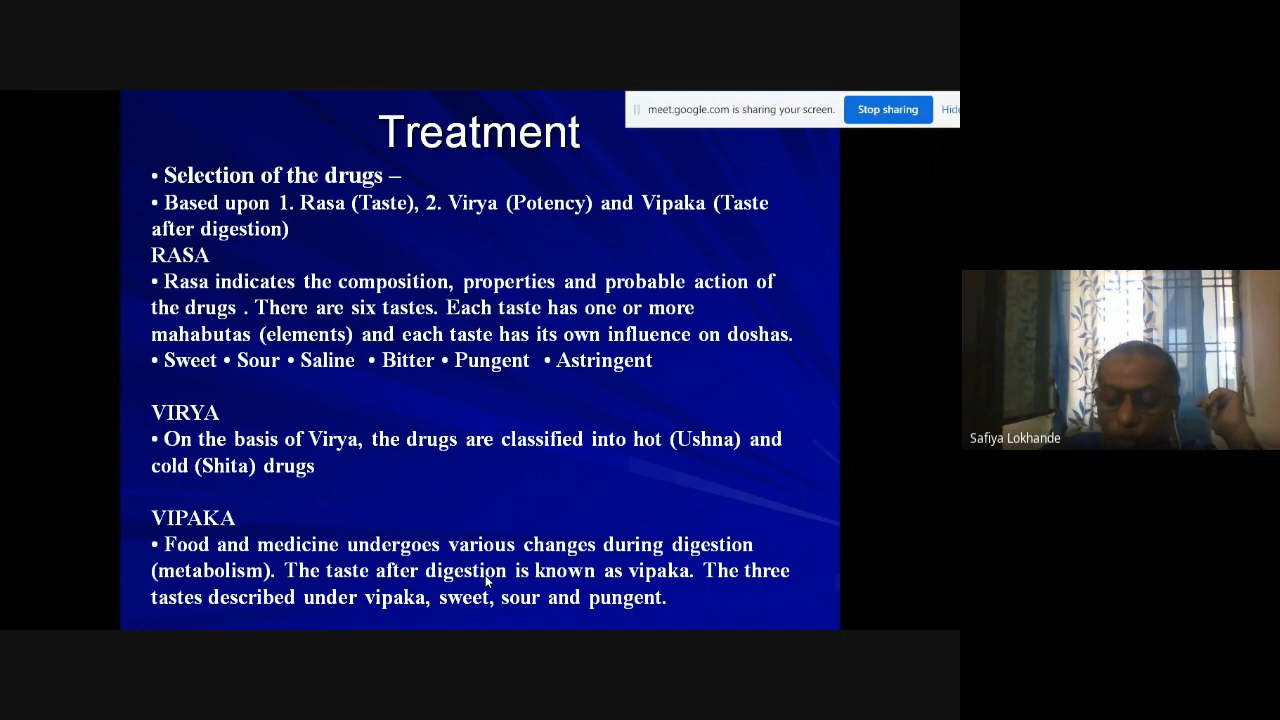 Treatment
meet.google.com is sharing your screen. Stop sharing Hide
• Selection of the drugs –
• Based upon 1. Rasa (Taste), 2. Virya (Potency) and Vipaka (Taste
after digestion)
RASA
• Rasa indicates the composition, properties and probable action of
the drugs . There are six tastes. Each taste has one or more
mahabutas (elements) and each taste has its own influence on doshas.
• Sweet • Sour • Saline • Bitter • Pungent • Astringent
VIRYA
• On the basis of Virya, the drugs are classified into hot (Ushna) and
cold (Shita) drugs
VIPAKA
• Food and medicine undergoes various changes during digestion
(metabolism). The taste after digestion is known as vipaka. The three
tastes described under vipaka, sweet, sour and pungent.
Safiya Lokhande